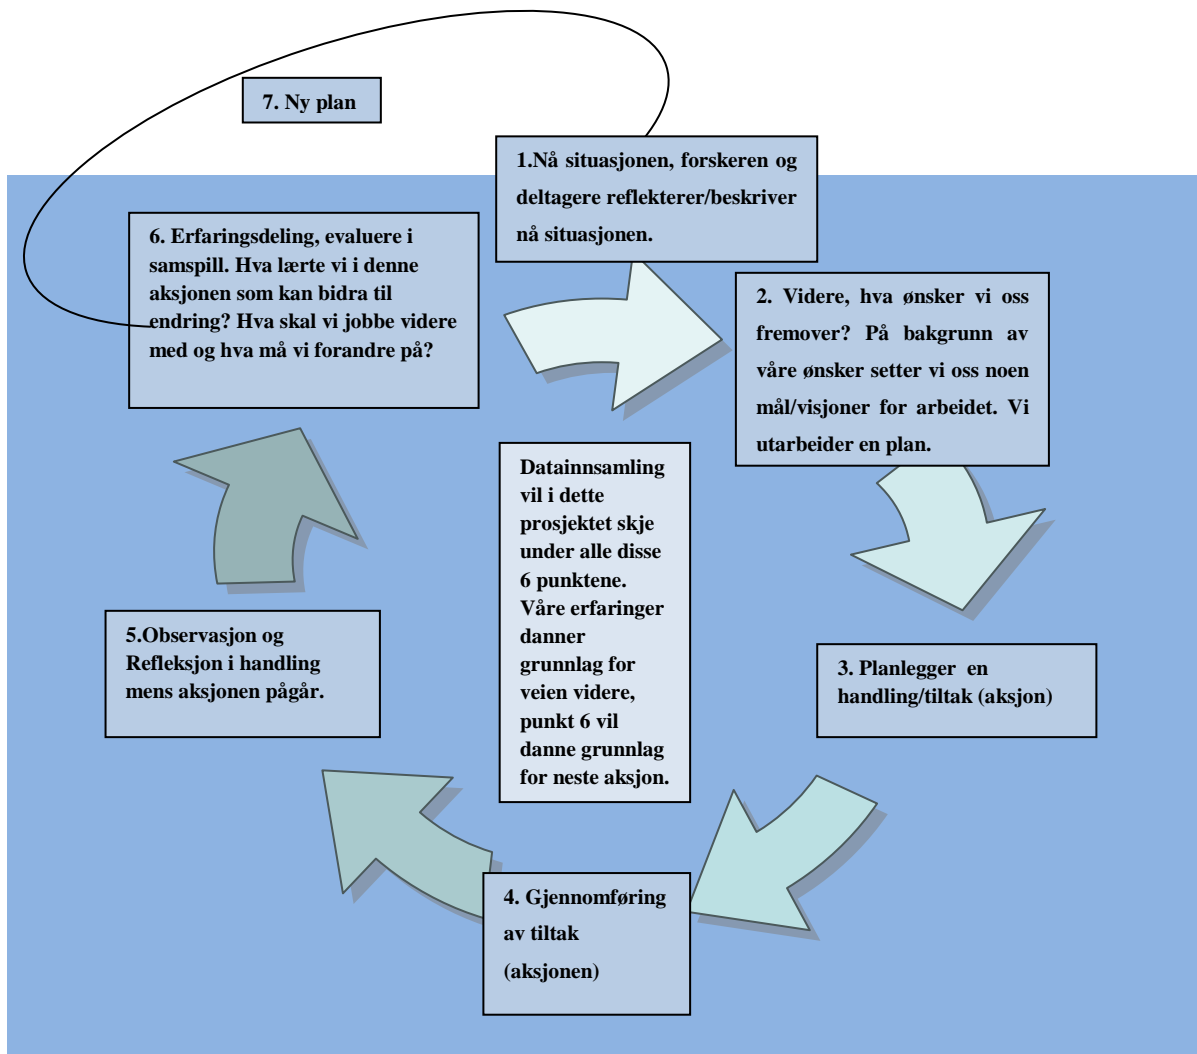 7. Ny plan
1.Nå situasjonen, forskeren og
deltagere reflekterer/beskriver
nå situasjonen.
2. Videre, hva ønsker vi oss
fremover? På bakgrunn av
våre ønsker setter vi oss noen
mål/visjoner for arbeidet. Vi
utarbeider en plan.
3. Planlegger en
handling/tiltak (aksjon)
4. Gjennomføring
av tiltak
(aksjonen)
5.Observasjon og
Refleksjon i handling
mens aksjonen pågår.
6. Erfaringsdeling, evaluere i
samspill. Hva lærte vi i denne
aksjonen som kan bidra til
endring? Hva skal vi jobbe videre
med og hva må vi forandre på?
Datainnsamling
vil i dette
prosjektet skje
under alle disse
6 punktene.
Våre erfaringer
danner
grunnlag for
veien videre,
punkt 6 vil
danne grunnlag
for neste aksjon.